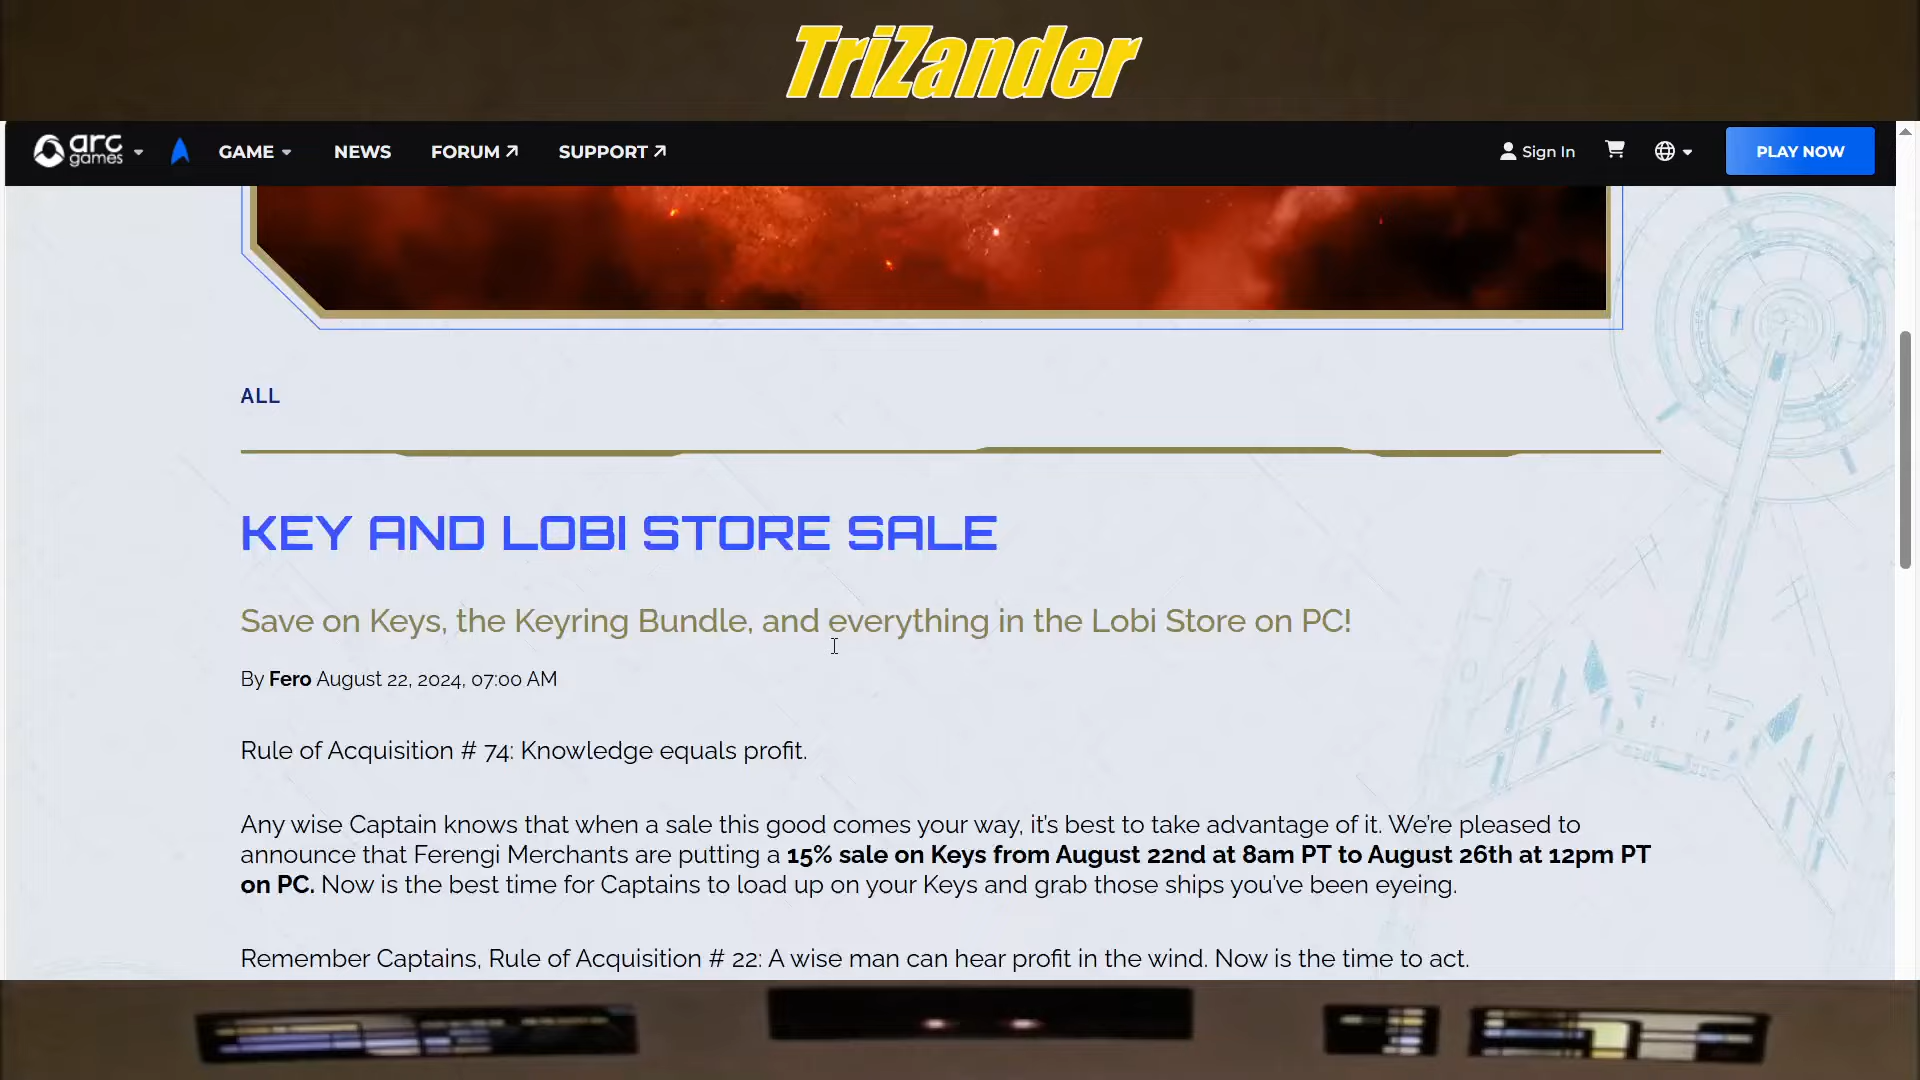 TriZander
arc games
GAME
NEWS
FORUM
SUPPORT
Sign In
PLAY NOW
ALL
KEY AND LOBI STORE SALE
Save on Keys, the Keyring Bundle, and everything in the Lobi Store on PC!
By Fero August 22, 2024, 07:00 AM
Rule of Acquisition # 74: Knowledge equals profit.
Any wise Captain knows that when a sale this good comes your way, it’s best to take advantage of it. We’re pleased to
announce that Ferengi Merchants are putting a 15% sale on Keys from August 22nd at 8am PT to August 26th at 12pm PT
on PC. Now is the best time for Captains to load up on your Keys and grab those ships you’ve been eyeing.
Remember Captains, Rule of Acquisition # 22: A wise man can hear profit in the wind. Now is the time to act.